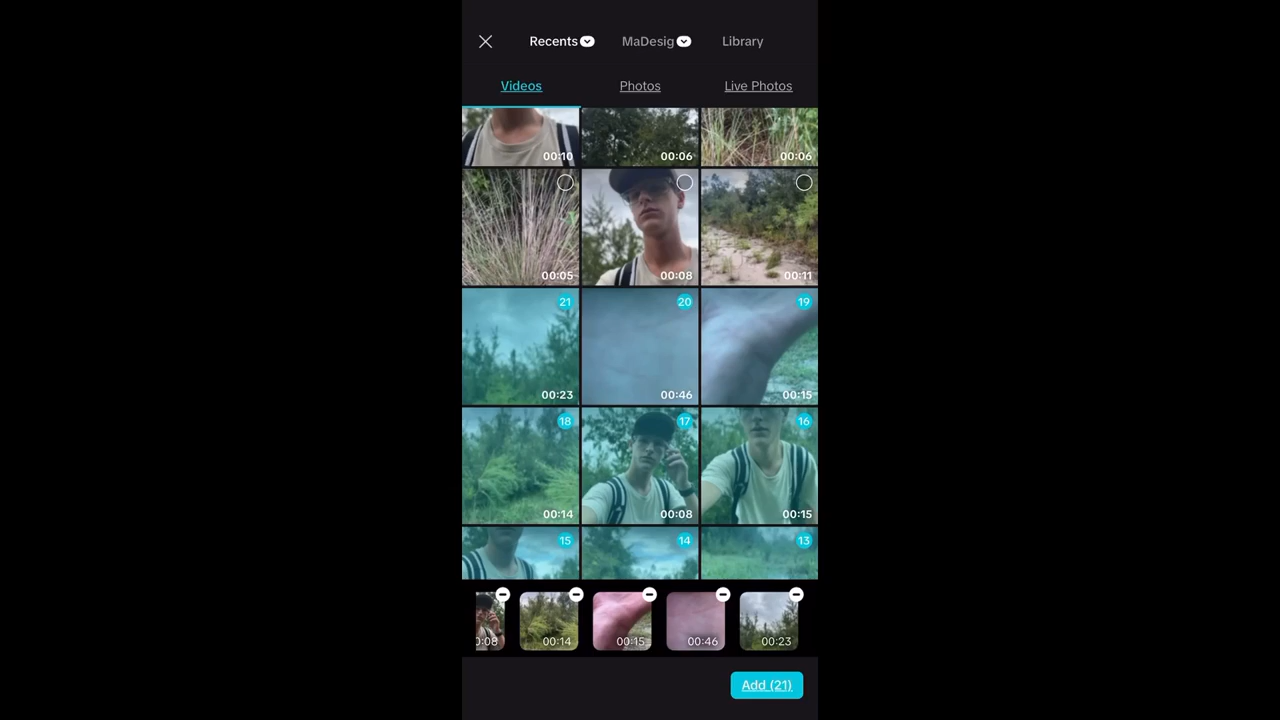 Recents MaDesig Library
Videos Photos Live Photos
00:10 00:06 00:06
00:05 00:08 00:11
21 20 19
00:23 00:46 00:15
18 17 16
00:14 00:08 00:15
15 14 13
0:08 00:14 00:15 00:46 00:23
Add (21)